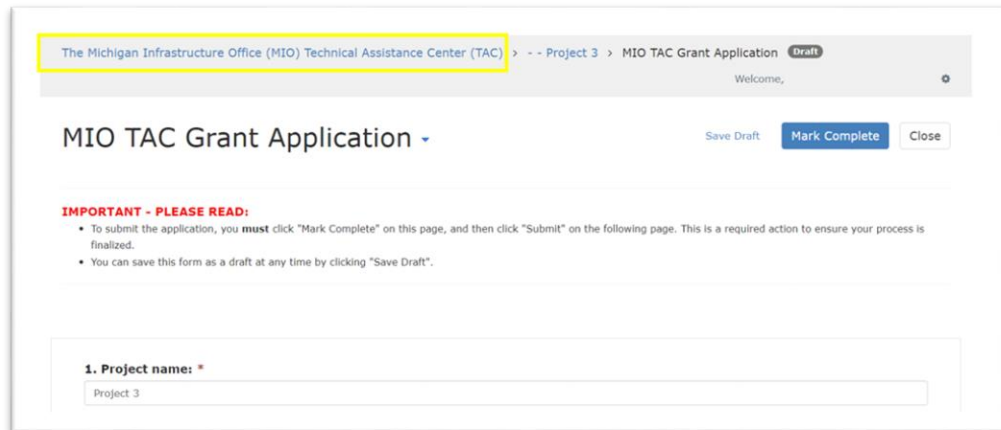 The Michigan Infrastructure Office (MIO) Technical Assistance Center (TAC) › - - Project 3 › MIO TAC Grant Application Draft
Welcome,
MIO TAC Grant Application
Save Draft Mark Complete Close
IMPORTANT - PLEASE READ:
• To submit the application, you must click "Mark Complete" on this page, and then click "Submit" on the following page. This is a required action to ensure your process is
finalized.
• You can save this form as a draft at any time by clicking "Save Draft".
1. Project name: *
Project 3